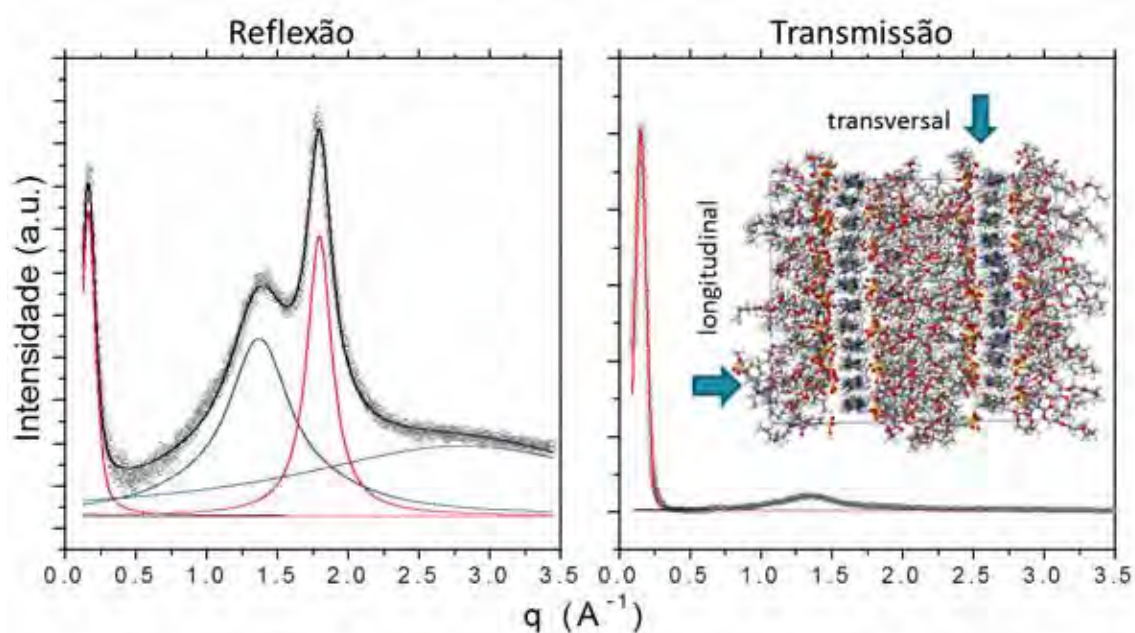 Reflexão
Transmissão
Intensidade (a.u.)
transversal
longitudinal
0.0 0.5 1.0 1.5 2.0 2.5 3.0 3.5
0.0 0.5 1.0 1.5 2.0 2.5 3.0 3.5
q (A⁻¹)